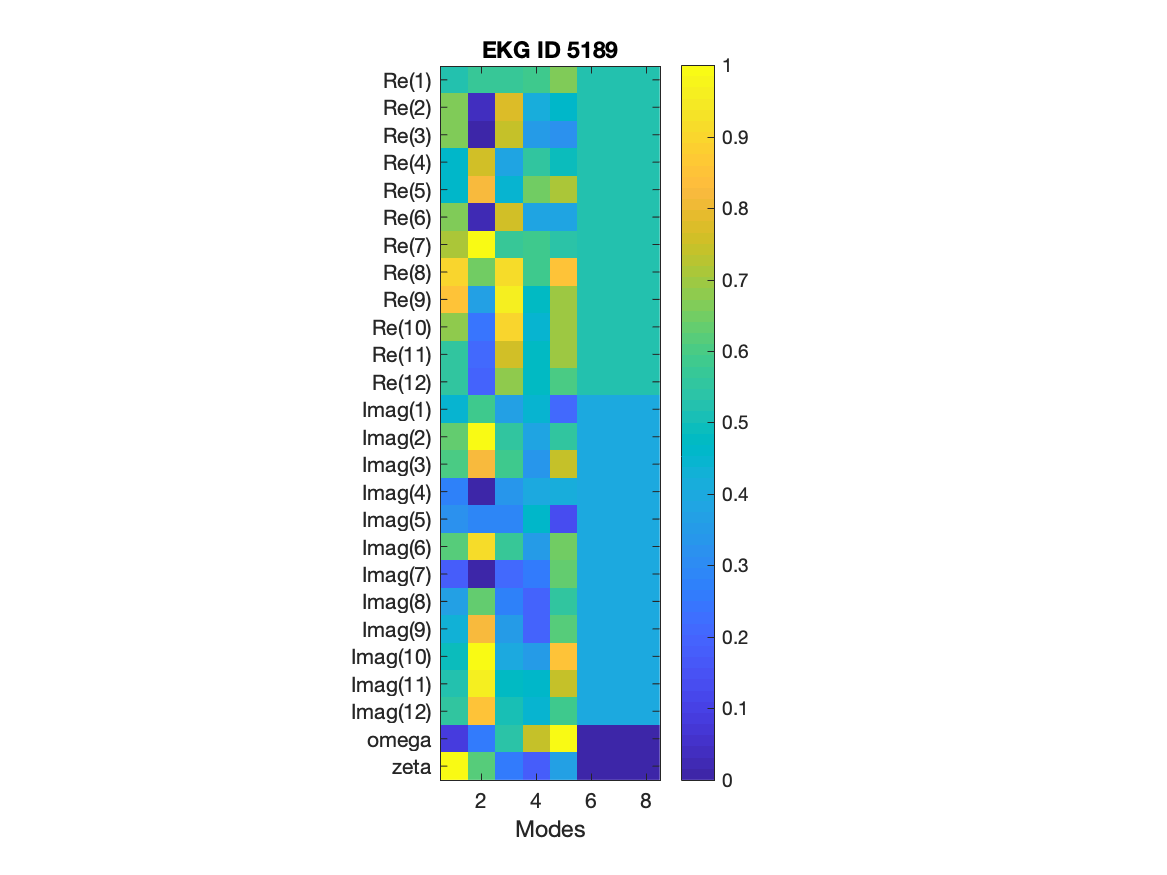 EKG ID 5189
Re(1)
Re(2)
Re(3)
Re(4)
Re(5)
Re(6)
Re(7)
Re(8)
Re(9)
Re(10)
Re(11)
Re(12)
Imag(1)
Imag(2)
Imag(3)
Imag(4)
Imag(5)
Imag(6)
Imag(7)
Imag(8)
Imag(9)
Imag(10)
Imag(11)
Imag(12)
omega
zeta
2 4 6 8
Modes
1
0.9
0.8
0.7
0.6
0.5
0.4
0.3
0.2
0.1
0